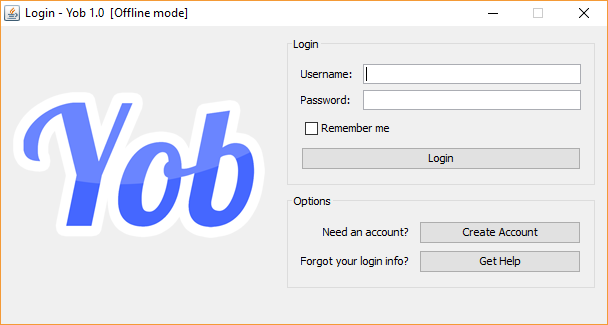 Login - Yob 1.0 [Offline mode]
Yob
Login
Username:
Password:
Remember me
Login
Options
Need an account? Create Account
Forgot your login info? Get Help